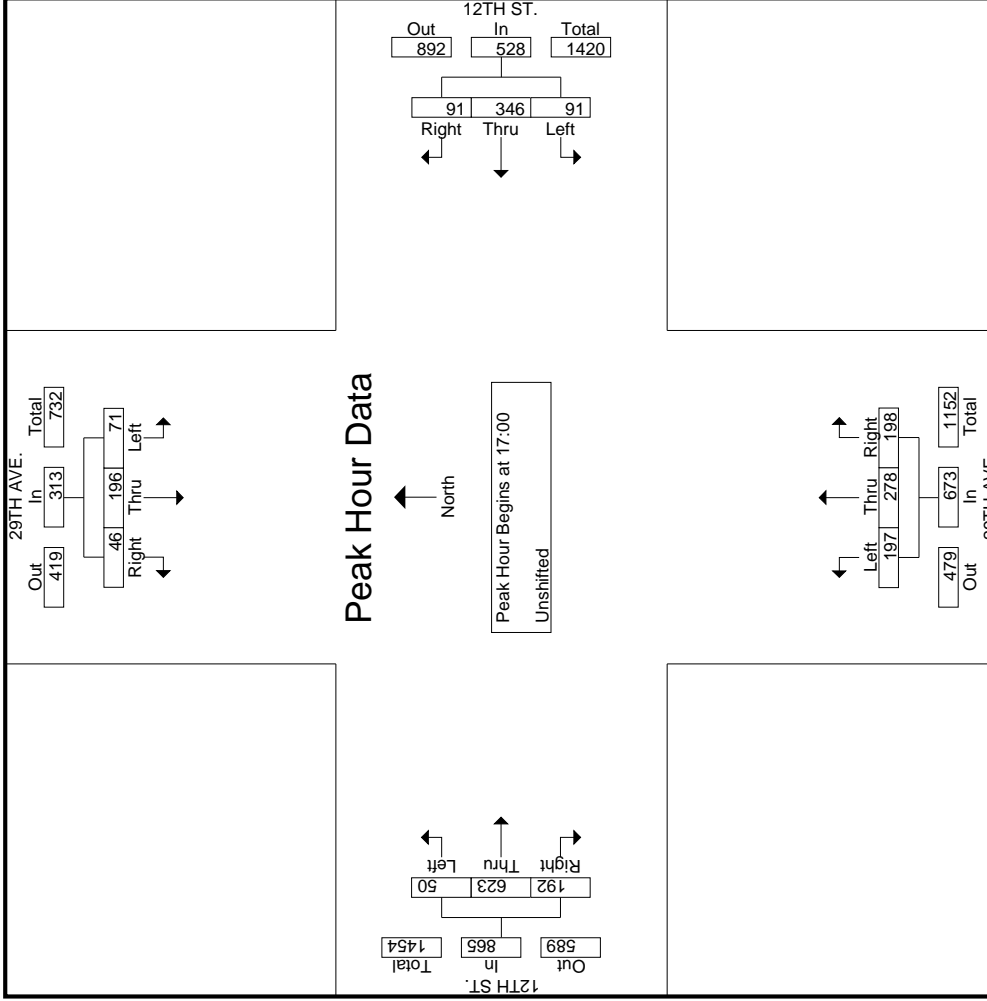 12TH ST.
Out In Total
892 528 1420
91 346 91
Right Thru Left
29TH AVE.
Out In Total
419 313 732
46 196 71
Right Thru Left
Peak Hour Data
North
Peak Hour Begins at 17:00
Unshifted
Left Thru Right
197 278 198
479 673 1152
Out In Total
Left Thru Right
50 623 192
1454 865 589
Total In Out
12TH ST.